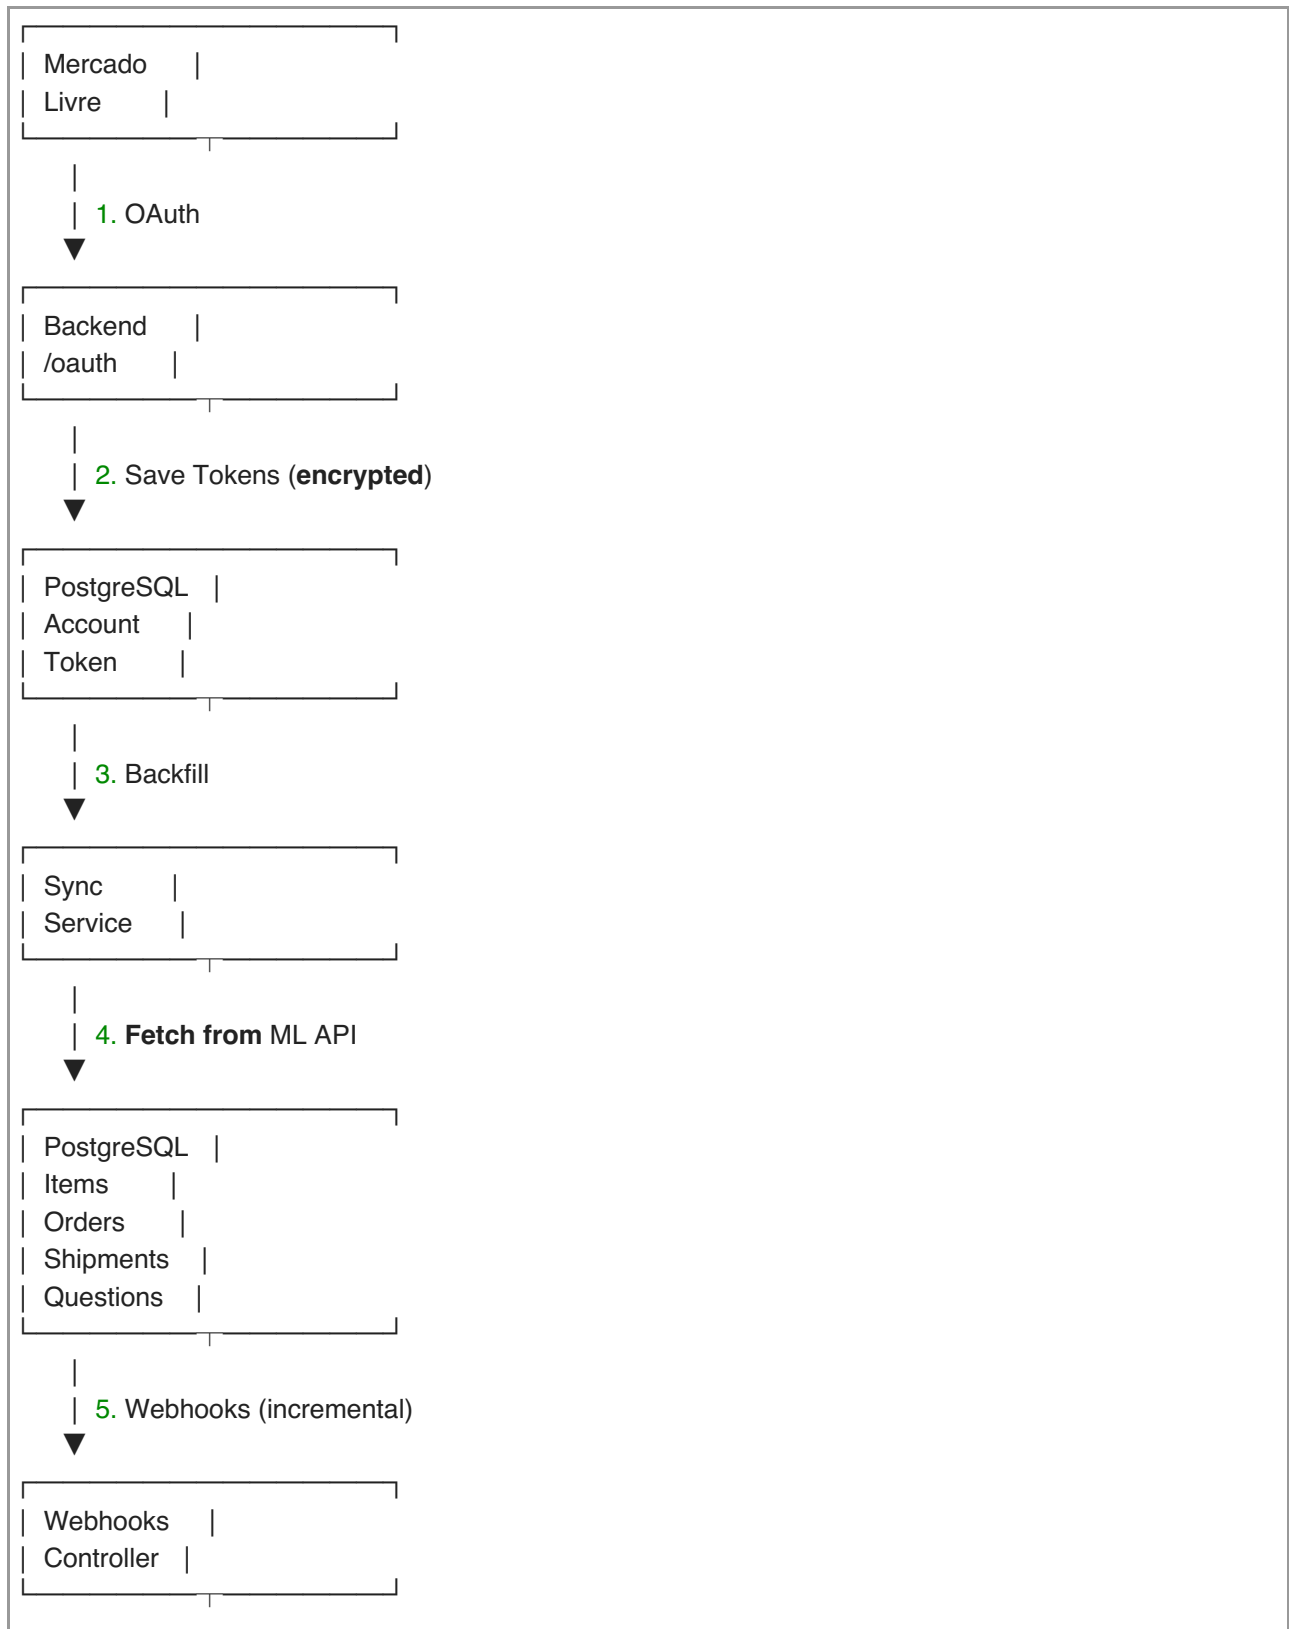 Mercado
Livre
1. OAuth
Backend
/oauth
2. Save Tokens (encrypted)
PostgreSQL
Account
Token
3. Backfill
Sync
Service
4. Fetch from ML API
PostgreSQL
Items
Orders
Shipments
Questions
5. Webhooks (incremental)
Webhooks
Controller